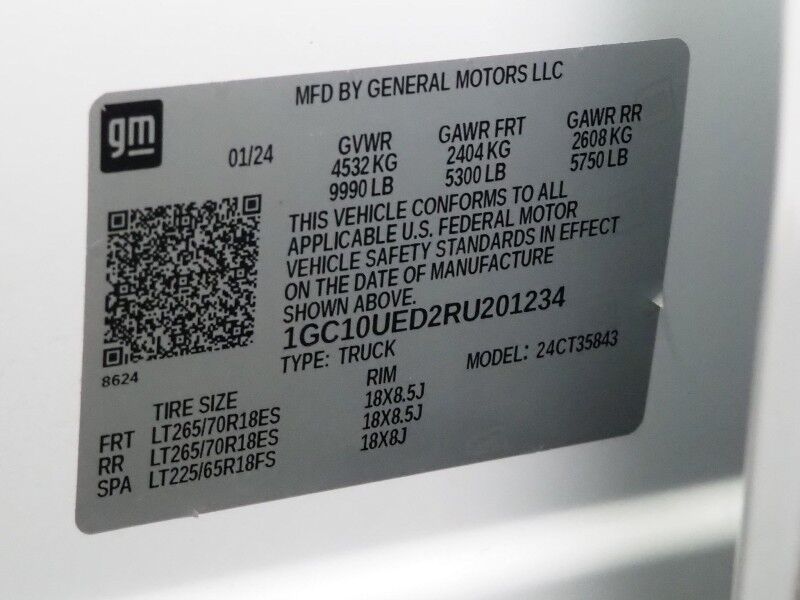 MFD BY GENERAL MOTORS LLC
gm
01/24
GVWR
4532 KG
9990 LB
GAWR FRT
2404 KG
5300 LB
GAWR RR
2608 KG
5750 LB
THIS VEHICLE CONFORMS TO ALL
APPLICABLE U.S. FEDERAL MOTOR
VEHICLE SAFETY STANDARDS IN EFFECT
ON THE DATE OF MANUFACTURE
SHOWN ABOVE.
1GC10UED2RU201234
TYPE: TRUCK
MODEL: 24CT35843
8624
TIRE SIZE RIM
FRT LT265/70R18ES 18X8.5J
RR LT265/70R18ES 18X8.5J
SPA LT225/65R18FS 18X8J